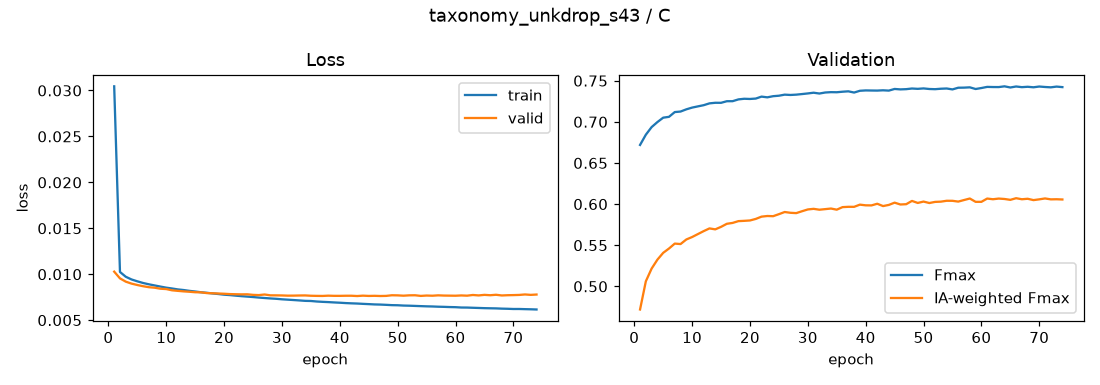 taxonomy_unkdrop_s43 / C
Loss
loss
0.030
0.025
0.020
0.015
0.010
0.005
0 10 20 30 40 50 60 70
epoch
train
valid
Validation
0.75
0.70
0.65
0.60
0.55
0.50
0 10 20 30 40 50 60 70
epoch
Fmax
IA-weighted Fmax